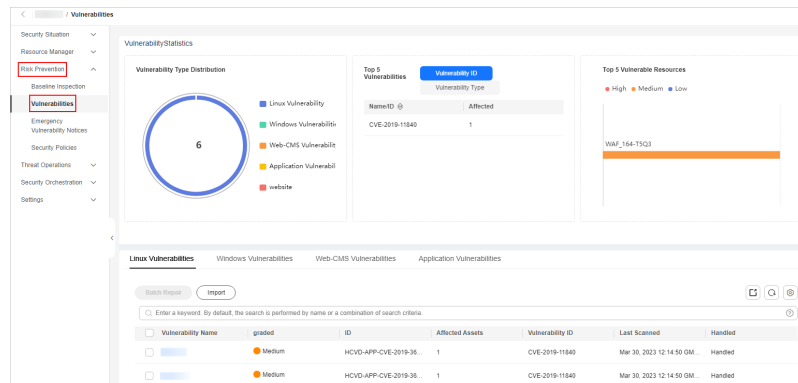 / Vulnerabilities
Security Situation
Resource Manager
Risk Prevention
Baseline Inspection
Vulnerabilities
Emergency
Vulnerability Notices
Security Policies
Threat Operations
Security Orchestration
Settings
VulnerabilityStatistics
Vulnerability Type Distribution
6
Linux Vulnerability
Windows Vulnerabilitie
Web-CMS Vulnerabilit
Application Vulnerabil
website
Top 5
Vulnerabilities
Vulnerability ID
Vulnerability Type
Name/ID Affected
CVE-2019-11840 1
Top 5 Vulnerable Resources
High Medium Low
WAF_164-T5Q3
Linux Vulnerabilities Windows Vulnerabilities Web-CMS Vulnerabilities Application Vulnerabilities
Batch Repair Import
Enter a keyword. By default, the search is performed by name or a combination of search criteria.
Vulnerability Name graded ID Affected Assets Vulnerability ID Last Scanned Handled
Medium HCVD-APP-CVE-2019-36... 1 CVE-2019-11840 Mar 30, 2023 12:14:50 GM... Handled
Medium HCVD-APP-CVE-2019-36... 1 CVE-2019-11840 Mar 30, 2023 12:14:50 GM... Handled